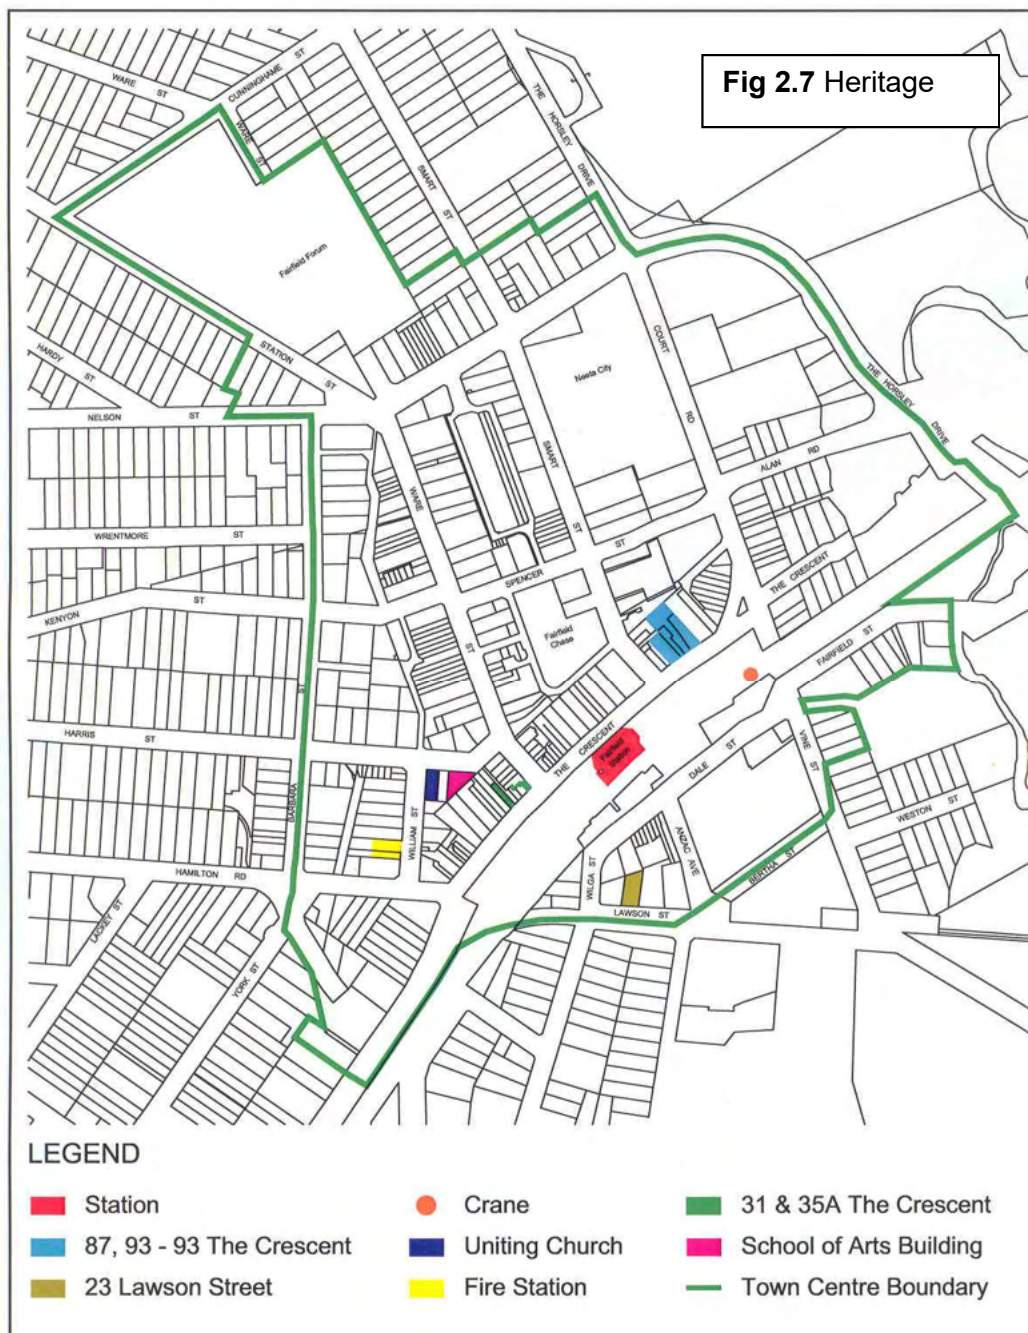 Fig 2.7 Heritage
WARE ST
CUNNINGHAME ST
WARE ST
SMART ST
THE HORSLEY DRIVE
Fairfield Forum
STATION ST
HARDY ST
NELSON ST
Neeta City
COURT RD
THE HORSLEY DRIVE
ALAN RD
WARE ST
SMART ST
WRENTMORE ST
SPENCER ST
THE CRESCENT
KENYON ST
Fairfield Chase
FAIRFIELD ST
HARRIS ST
BARBARA ST
THE CRESCENT
Fairfield Station
DALE ST
VINE ST
WESTON ST
WILLIAM ST
ANZAC AVE
BERTHA ST
HAMILTON RD
WILGA ST
LAWSON ST
LACKEY ST
YORK ST
LEGEND
Station
Crane
31 & 35A The Crescent
87, 93 - 93 The Crescent
Uniting Church
School of Arts Building
23 Lawson Street
Fire Station
Town Centre Boundary